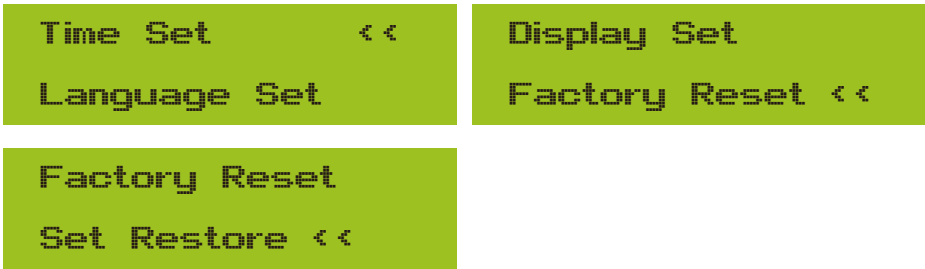 Time Set <<
Language Set
Display Set
Factory Reset <<
Factory Reset
Set Restore <<